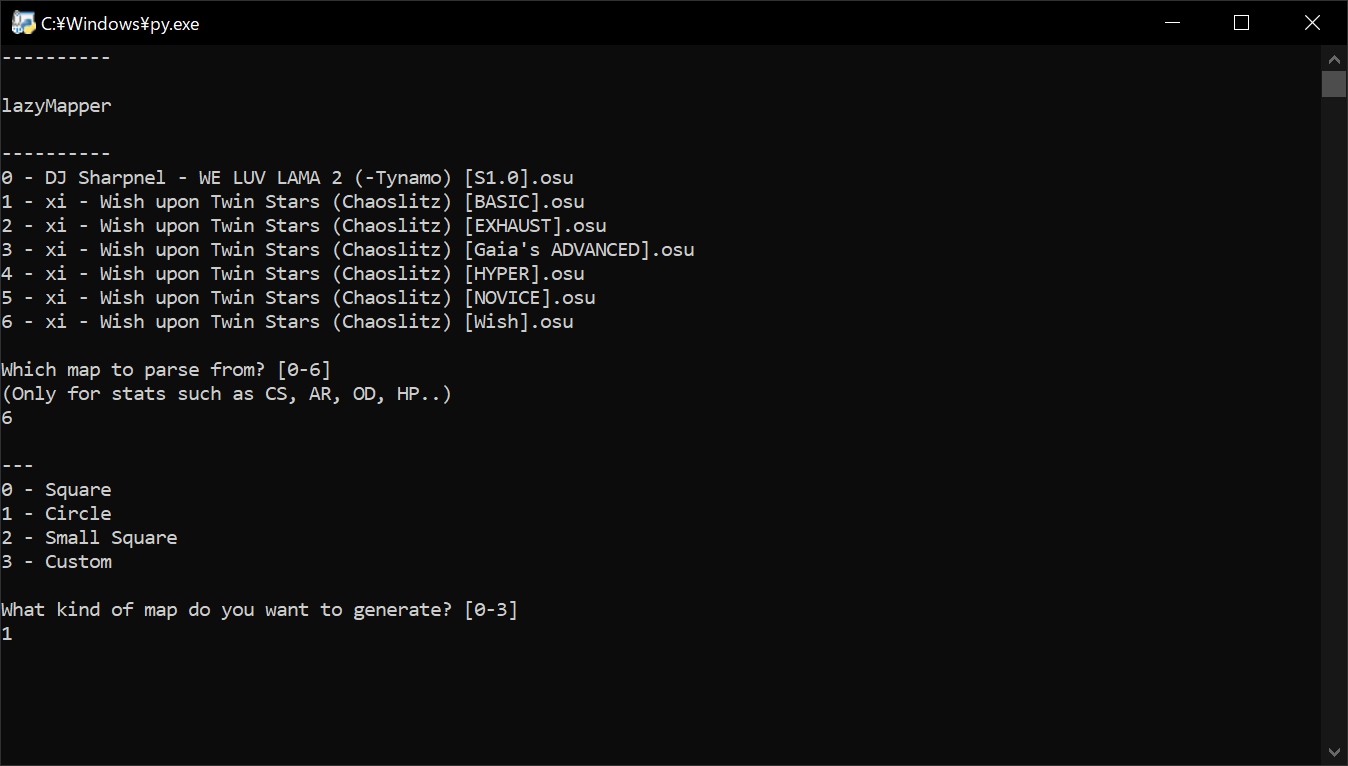 C:¥Windows¥py.exe
----------
lazyMapper
----------
0 - DJ Sharpnel - WE LUV LAMA 2 (-Tynamo) [S1.0].osu
1 - xi - Wish upon Twin Stars (Chaoslitz) [BASIC].osu
2 - xi - Wish upon Twin Stars (Chaoslitz) [EXHAUST].osu
3 - xi - Wish upon Twin Stars (Chaoslitz) [Gaia's ADVANCED].osu
4 - xi - Wish upon Twin Stars (Chaoslitz) [HYPER].osu
5 - xi - Wish upon Twin Stars (Chaoslitz) [NOVICE].osu
6 - xi - Wish upon Twin Stars (Chaoslitz) [Wish].osu
Which map to parse from? [0-6]
(Only for stats such as CS, AR, OD, HP..)
6
---
0 - Square
1 - Circle
2 - Small Square
3 - Custom
What kind of map do you want to generate? [0-3]
1